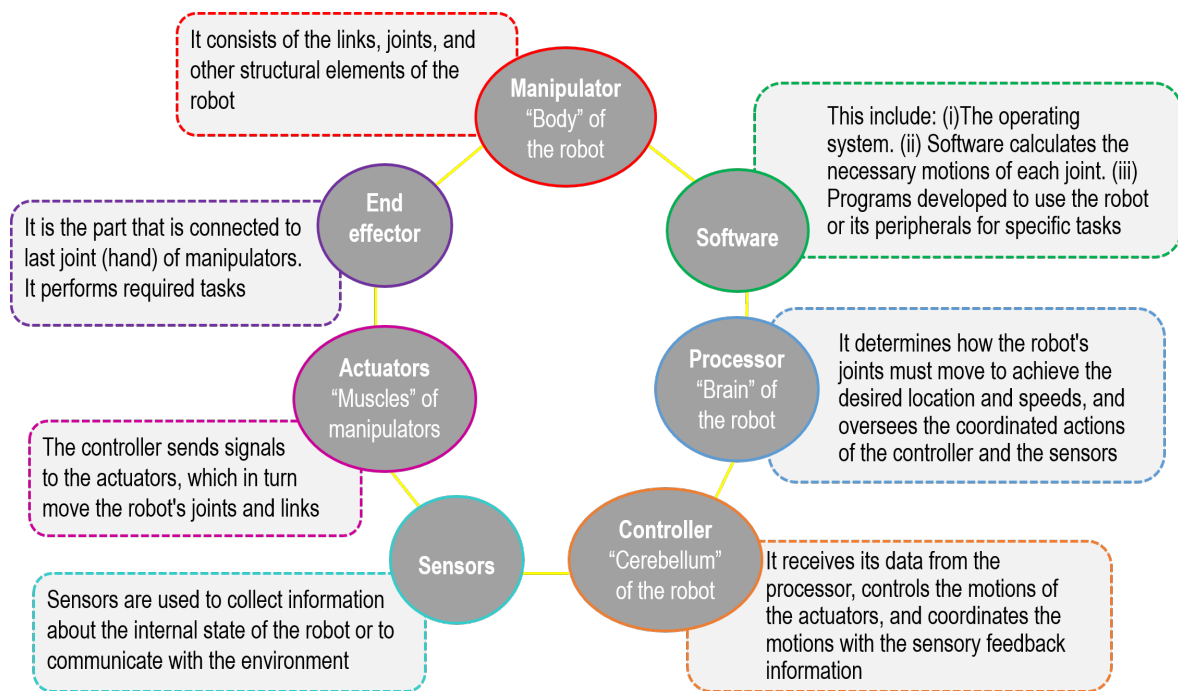 It consists of the links, joints, and
other structural elements of the
robot
Manipulator
“Body” of
the robot
This include: (i)The operating
system. (ii) Software calculates the
necessary motions of each joint. (iii)
Programs developed to use the robot
or its peripherals for specific tasks
End
effector
Software
It is the part that is connected to
last joint (hand) of manipulators.
It performs required tasks
Actuators
“Muscles” of
manipulators
Processor
“Brain” of
the robot
It determines how the robot's
joints must move to achieve the
desired location and speeds, and
oversees the coordinated actions
of the controller and the sensors
The controller sends signals
to the actuators, which in turn
move the robot's joints and links
Sensors
Controller
“Cerebellum”
of the robot
Sensors are used to collect information
about the internal state of the robot or to
communicate with the environment
It receives its data from the
processor, controls the motions of
the actuators, and coordinates the
motions with the sensory feedback
information